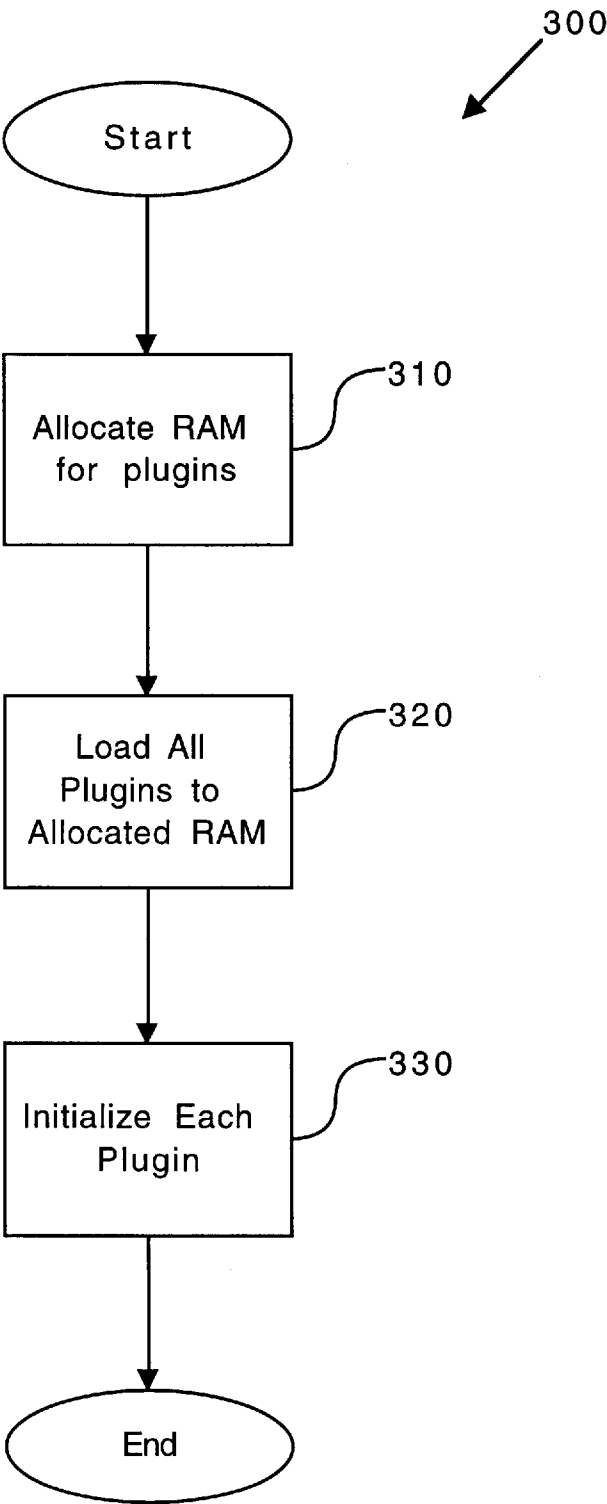 300
Start
310
Allocate RAM
for plugins
320
Load All
Plugins to
Allocated RAM
330
Initialize Each
Plugin
End